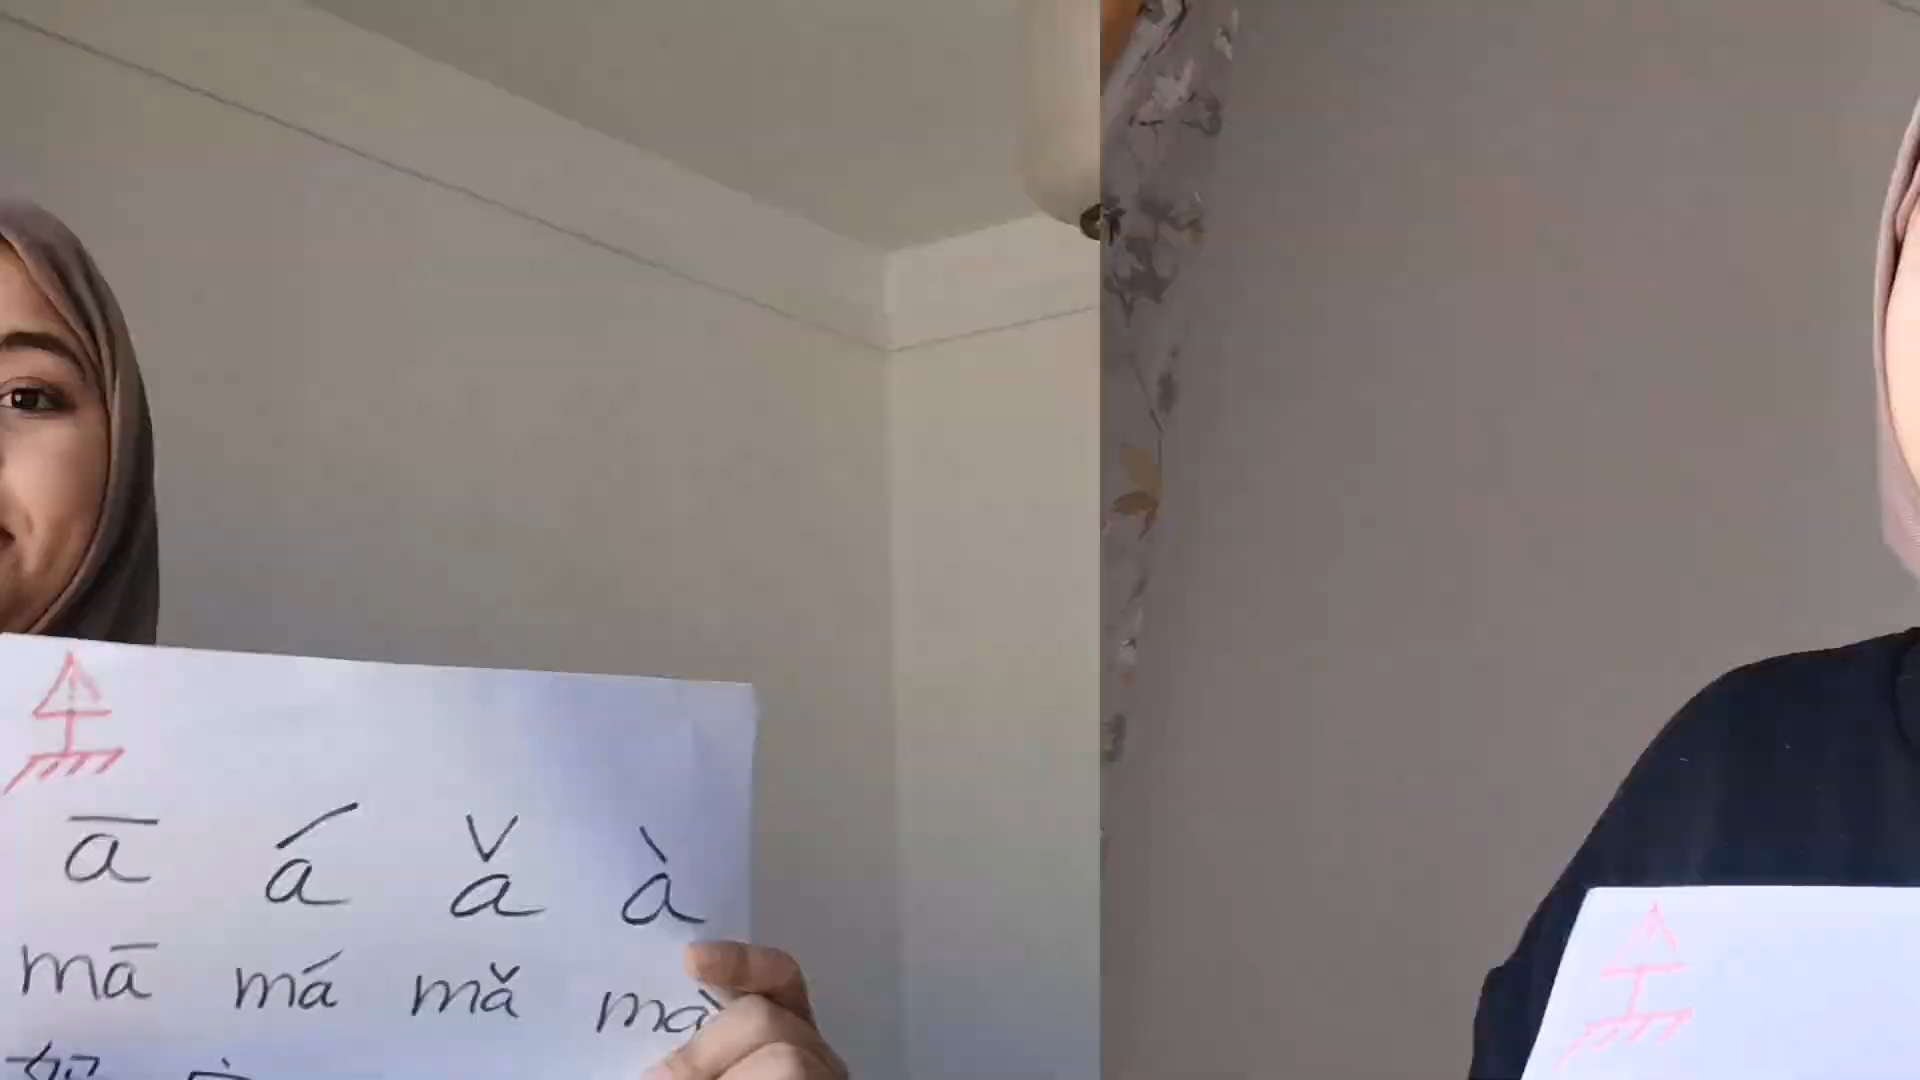 ā á ǎ à
mā má mǎ mà